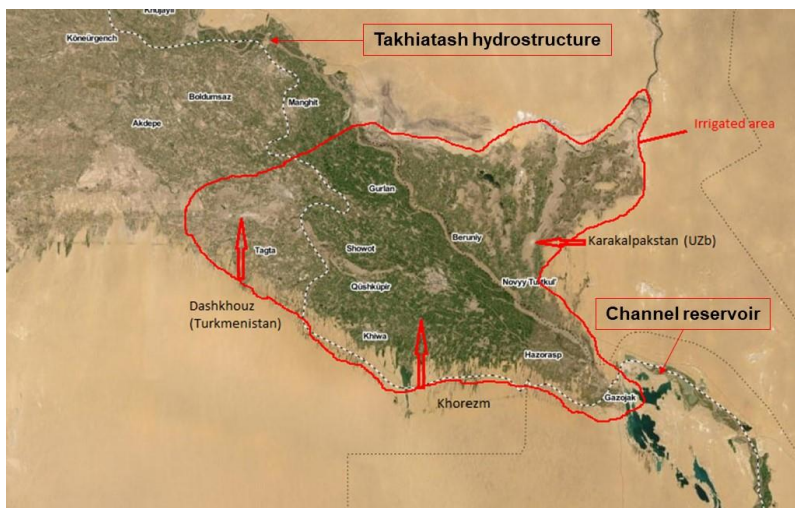 Khujayli
Takhiatash hydrostructure
Köneürgench
Boldumsaz
Manghit
Akdepe
Irrigated area
Gurlan
Tagta
Showot
Beruniy
Karakalpakstan (UZb)
Novyy Turtkul'
Qŭshkŭpir
Dashkhouz
(Turkmenistan)
Channel reservoir
Khiwa
Hazorasp
Khorezm
Gazojak